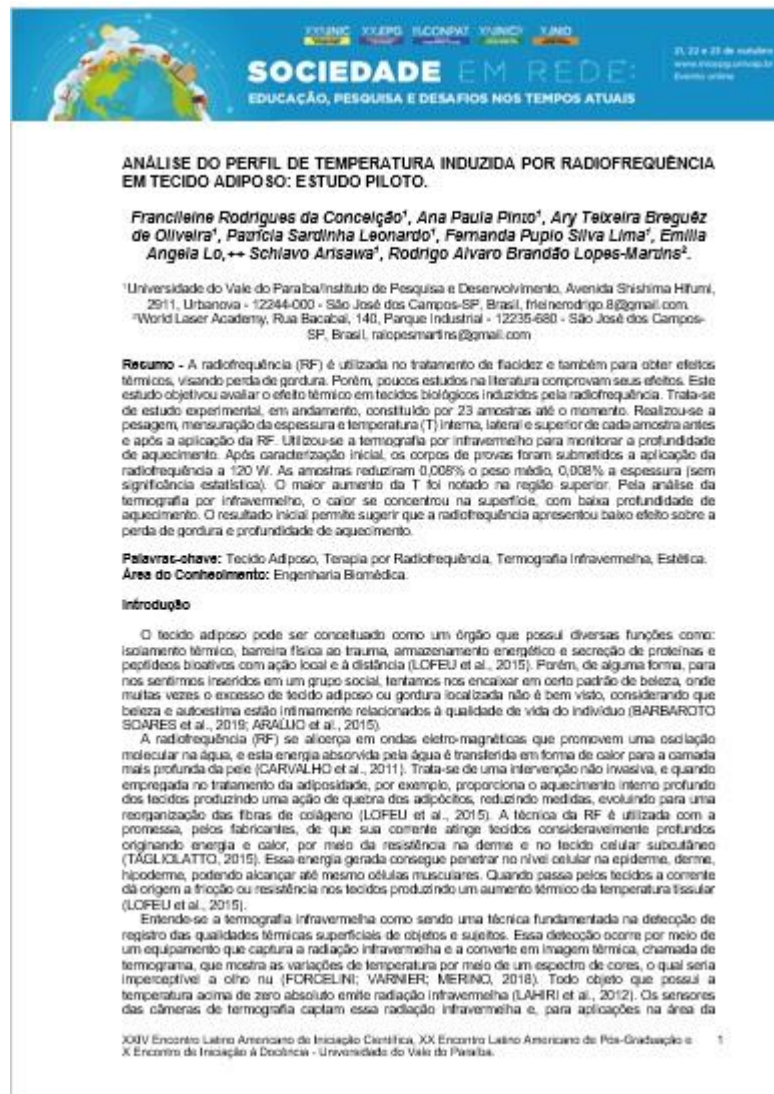 XXIV INIC XX EPG II CONPAT XIV INICJr X INID
21, 22 e 23 de outubro
Evento online
SOCIEDADE EM REDE:
EDUCAÇÃO, PESQUISA E DESAFIOS NOS TEMPOS ATUAIS
ANÁLISE DO PERFIL DE TEMPERATURA INDUZIDA POR RADIOFREQUÊNCIA
EM TECIDO ADIPOSO: ESTUDO PILOTO.
Francileine Rodrigues da Conceição¹, Ana Paula Pinto¹, Ary Teixeira Breguêz
de Oliveira¹, Patrícia Sardinha Leonardo¹, Fernanda Pupio Silva Lima¹, Emilia
Angela Lo,++ Schiavo Arisawa¹, Rodrigo Alvaro Brandão Lopes-Martins².
¹Universidade do Vale do Paraíba/Instituto de Pesquisa e Desenvolvimento, Avenida Shishima Hifumi,
2911, Urbanova - 12244-000 - São José dos Campos-SP, Brasil, frleinerodrigo.8@gmail.com.
²World Laser Academy, Rua Bacabal, 140, Parque Industrial - 12235-680 - São José dos Campos-
SP, Brasil, ralopesmartins@gmail.com
Resumo - A radiofrequência (RF) é utilizada no tratamento de flacidez e também para obter efeitos
térmicos, visando perda de gordura. Porém, poucos estudos na literatura comprovam seus efeitos. Este
estudo objetivou avaliar o efeito térmico em tecidos biológicos induzidos pela radiofrequência. Trata-se
de estudo experimental, em andamento, constituído por 23 amostras até o momento. Realizou-se a
pesagem, mensuração da espessura e temperatura (T) interna, lateral e superior de cada amostra antes
e após a aplicação da RF. Utilizou-se a termografia por infravermelho para monitorar a profundidade
de aquecimento. Após caracterização inicial, os corpos de provas foram submetidos a aplicação da
radiofrequência a 120 W. As amostras reduziram 0,008% o peso médio, 0,008% a espessura (sem
significância estatística). O maior aumento da T foi notado na região superior. Pela análise da
termografia por infravermelho, o calor se concentrou na superfície, com baixa profundidade de
aquecimento. O resultado inicial permite sugerir que a radiofrequência apresentou baixo efeito sobre a
perda de gordura e profundidade de aquecimento.
Palavras-chave: Tecido Adiposo, Terapia por Radiofrequência, Termografia Infravermelha, Estética.
Área do Conhecimento: Engenharia Biomédica.
Introdução
O tecido adiposo pode ser conceituado como um órgão que possui diversas funções como:
isolamento térmico, barreira física ao trauma, armazenamento energético e secreção de proteínas e
peptídeos bioativos com ação local e à distância (LOFEU et al., 2015). Porém, de alguma forma, para
nos sentirmos inseridos em um grupo social, tentamos nos encaixar em certo padrão de beleza, onde
muitas vezes o excesso de tecido adiposo ou gordura localizada não é bem visto, considerando que
beleza e autoestima estão intimamente relacionados à qualidade de vida do indivíduo (BARBAROTO
SOARES et al., 2019; ARAÚJO et al., 2015).
A radiofrequência (RF) se alicerça em ondas eletro-magnéticas que promovem uma oscilação
molecular na água, e esta energia absorvida pela água é transferida em forma de calor para a camada
mais profunda da pele (CARVALHO et al., 2011). Trata-se de uma intervenção não invasiva, e quando
empregada no tratamento da adiposidade, por exemplo, proporciona o aquecimento interno profundo
dos tecidos produzindo uma ação de quebra dos adipócitos, reduzindo medidas, evoluindo para uma
reorganização das fibras de colágeno (LOFEU et al., 2015). A técnica da RF é utilizada com a
promessa, pelos fabricantes, de que sua corrente atinge tecidos consideravelmente profundos
originando energia e calor, por meio da resistência na derme e no tecido celular subcutâneo
(TAGLIOLATTO, 2015). Essa energia gerada consegue penetrar no nível celular na epiderme, derme,
hipoderme, podendo alcançar até mesmo células musculares. Quando passa pelos tecidos a corrente
dá origem a fricção ou resistência nos tecidos produzindo um aumento térmico da temperatura tissular
(LOFEU et al., 2015).
Entende-se a termografia infravermelha como sendo uma técnica fundamentada na detecção de
registro das qualidades térmicas superficiais de objetos e sujeitos. Essa detecção ocorre por meio de
um equipamento que captura a radiação infravermelha e a converte em imagem térmica, chamada de
termograma, que mostra as variações de temperatura por meio de um espectro de cores, o qual seria
imperceptível a olho nu (FORCELINI; VARNIER; MERINO, 2018). Todo objeto que possui a
temperatura acima de zero absoluto emite radiação infravermelha (LAHIRI et al., 2012). Os sensores
das câmeras de termografia captam essa radiação infravermelha e, para aplicações na área da
XXIV Encontro Latino Americano de Iniciação Científica, XX Encontro Latino Americano de Pós-Graduação e 1
X Encontro de Iniciação à Docência - Universidade do Vale do Paraíba.